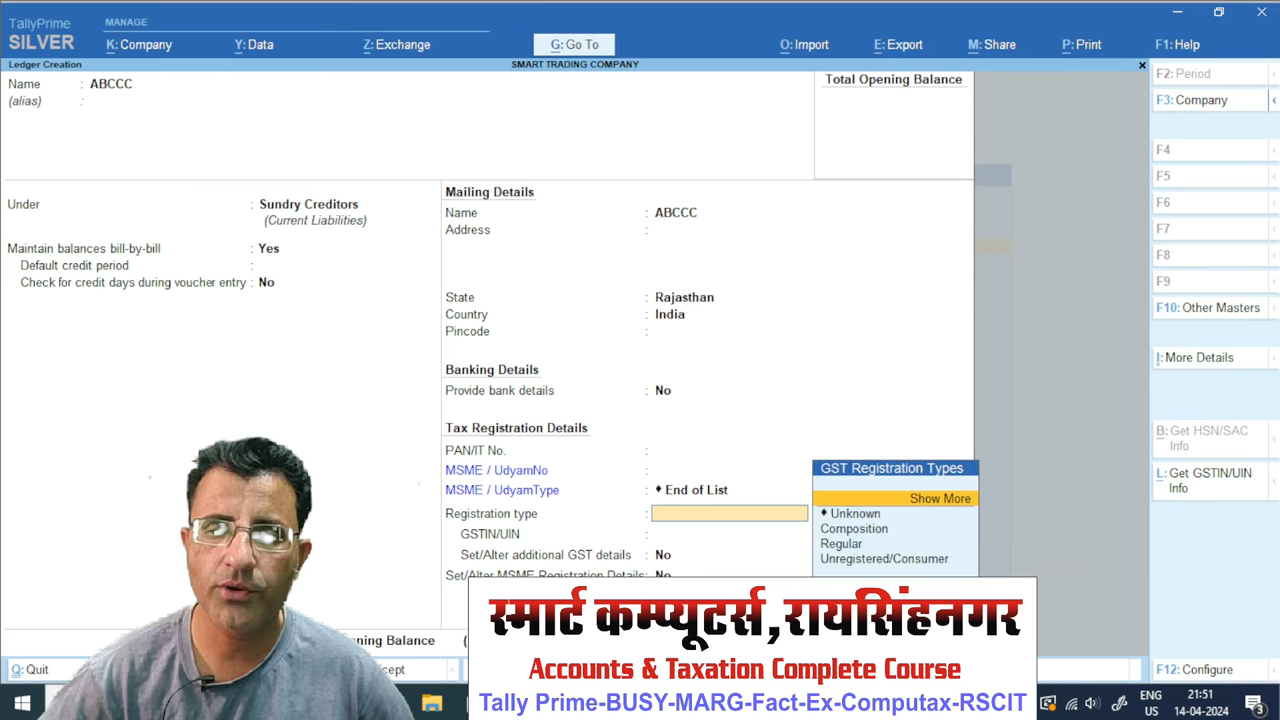 TallyPrime
MANAGE
SILVER
K: Company
Y: Data
Z: Exchange
G: Go To
O: Import
E: Export
M: Share
P: Print
F1: Help
Ledger Creation
SMART TRADING COMPANY
Name : ABCCC
(alias) :
Total Opening Balance
Under : Sundry Creditors
(Current Liabilities)
Maintain balances bill-by-bill : Yes
Default credit period :
Check for credit days during voucher entry : No
Mailing Details
Name : ABCCC
Address :
State : Rajasthan
Country : India
Pincode :
Banking Details
Provide bank details : No
Tax Registration Details
PAN/IT No. :
MSME / UdyamNo :
MSME / UdyamType : ♦ End of List
Registration type :
GSTIN/UIN :
Set/Alter additional GST details : No
Set/Alter MSME Registration Details: No
GST Registration Types
Show More
♦ Unknown
Composition
Regular
Unregistered/Consumer
F2: Period
F3: Company
F4
F5
F6
F7
F8
F9
F10: Other Masters
I: More Details
B: Get HSN/SAC
Info
L: Get GSTIN/UIN
Info
F12: Configure
Q: Quit
स्मार्ट कम्प्यूटर्स,रायसिंहनगर
Accounts & Taxation Complete Course
Tally Prime-BUSY-MARG-Fact-Ex-Computax-RSCIT
ENG
US
21:51
14-04-2024